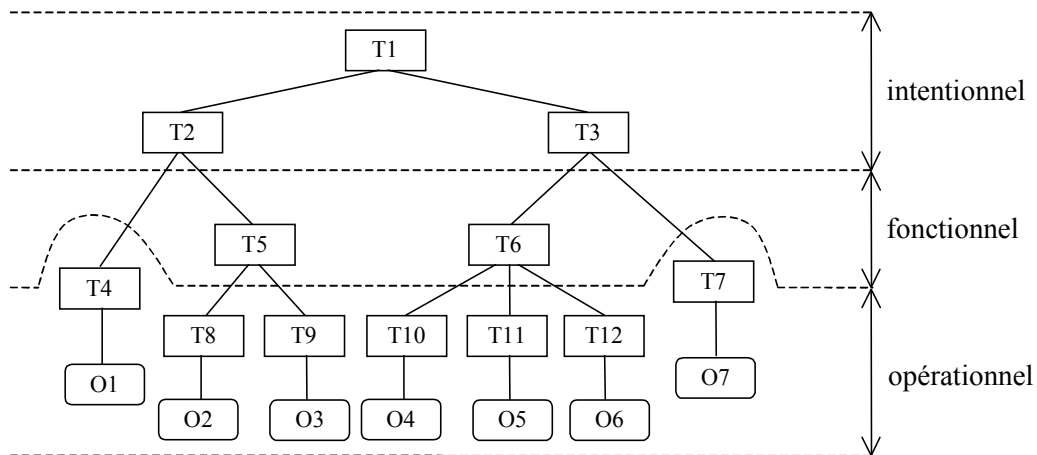 T1
intentionnel
T2
T3
T5
T6
fonctionnel
T4
T7
T8
T9
T10
T11
T12
O1
O7
opérationnel
O2
O3
O4
O5
O6